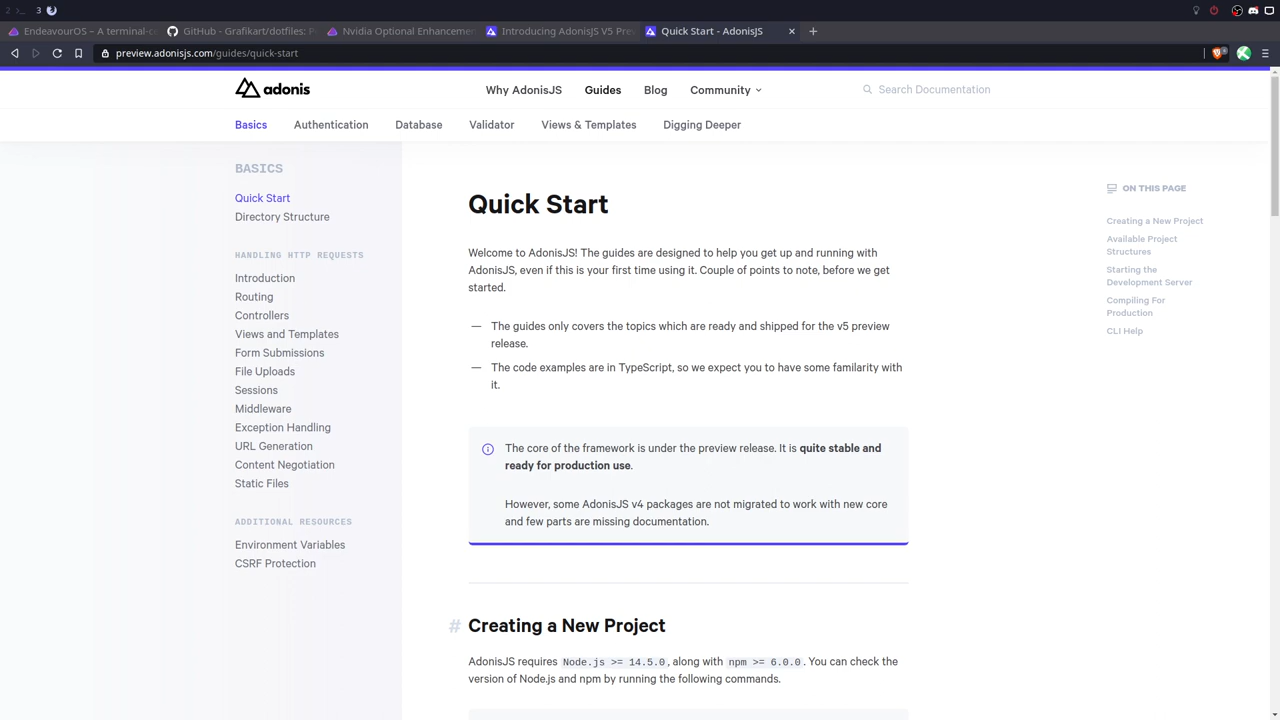 2
3
EndeavourOS – A terminal-c
GitHub - Grafikart/dotfiles: P
Nvidia Optional Enhancemen
Introducing AdonisJS V5 Prev
Quick Start - AdonisJS
preview.adonisjs.com/guides/quick-start
adonis
Why AdonisJS
Guides
Blog
Community
Search Documentation
Basics
Authentication
Database
Validator
Views & Templates
Digging Deeper
BASICS
Quick Start
Directory Structure
HANDLING HTTP REQUESTS
Introduction
Routing
Controllers
Views and Templates
Form Submissions
File Uploads
Sessions
Middleware
Exception Handling
URL Generation
Content Negotiation
Static Files
ADDITIONAL RESOURCES
Environment Variables
CSRF Protection
Quick Start
Welcome to AdonisJS! The guides are designed to help you get up and running with
AdonisJS, even if this is your first time using it. Couple of points to note, before we get
started.
— The guides only covers the topics which are ready and shipped for the v5 preview
release.
— The code examples are in TypeScript, so we expect you to have some familarity with
it.
The core of the framework is under the preview release. It is quite stable and
ready for production use.
However, some AdonisJS v4 packages are not migrated to work with new core
and few parts are missing documentation.
# Creating a New Project
AdonisJS requires Node.js >= 14.5.0, along with npm >= 6.0.0. You can check the
version of Node.js and npm by running the following commands.
ON THIS PAGE
Creating a New Project
Available Project
Structures
Starting the
Development Server
Compiling For
Production
CLI Help